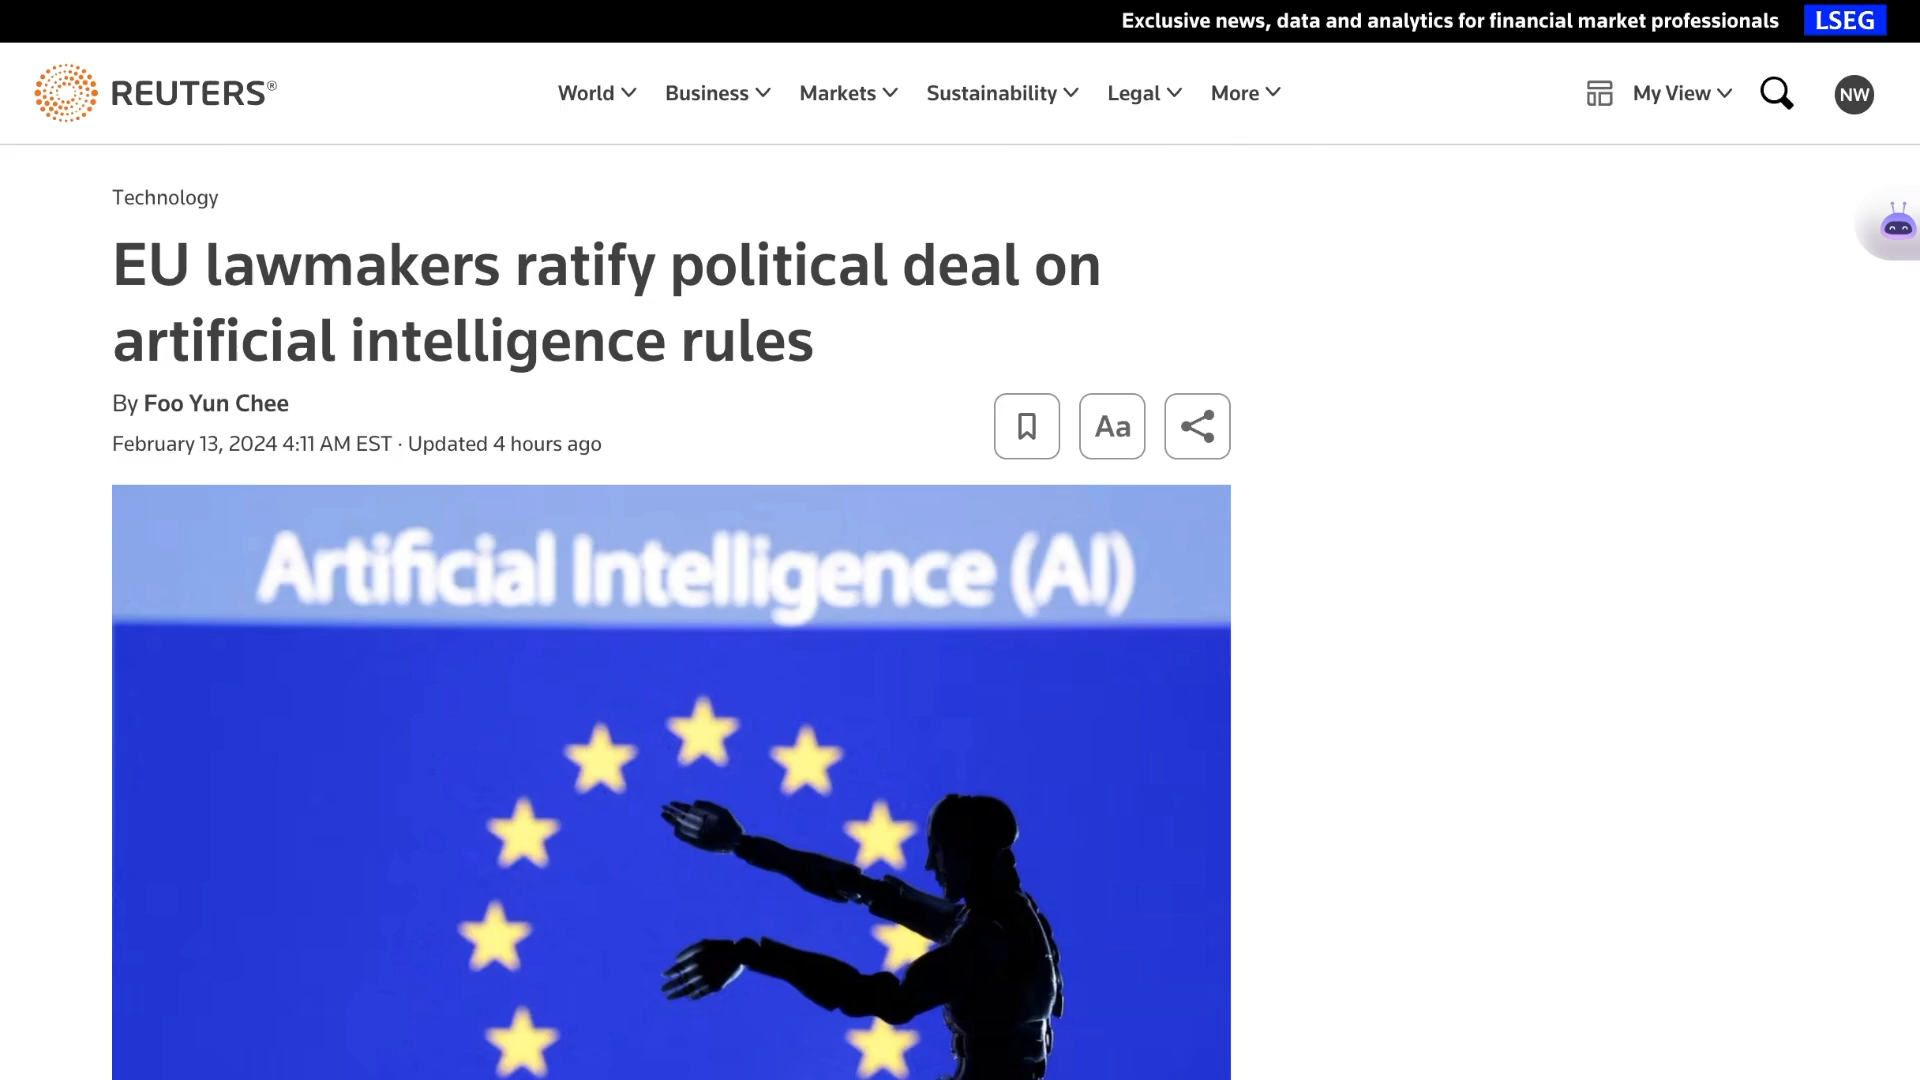 Exclusive news, data and analytics for financial market professionals LSEG
REUTERS®
World Business Markets Sustainability Legal More
My View
NW
Technology
EU lawmakers ratify political deal on
artificial intelligence rules
By Foo Yun Chee
February 13, 2024 4:11 AM EST · Updated 4 hours ago
Aa
Artificial Intelligence (AI)